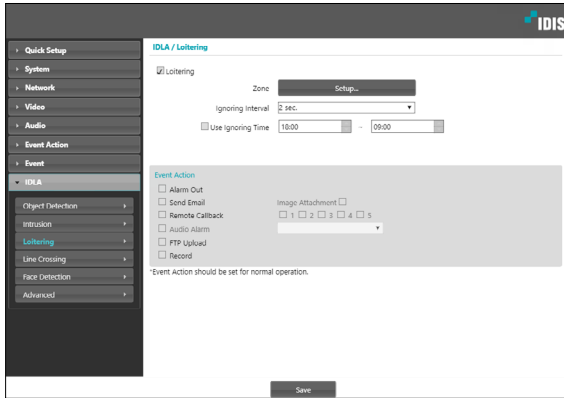 IDIS
Quick Setup
System
Network
Video
Audio
Event Action
Event
IDLA
Object Detection
Intrusion
Loitering
Line Crossing
Face Detection
Advanced
IDLA / Loitering
Loitering
Zone Setup...
Ignoring Interval 2 sec.
Use Ignoring Time 18:00 – 09:00
Event Action
Alarm Out
Send Email Image Attachment
Remote Callback 1 2 3 4 5
Audio Alarm
FTP Upload
Record
*Event Action should be set for normal operation.
Save